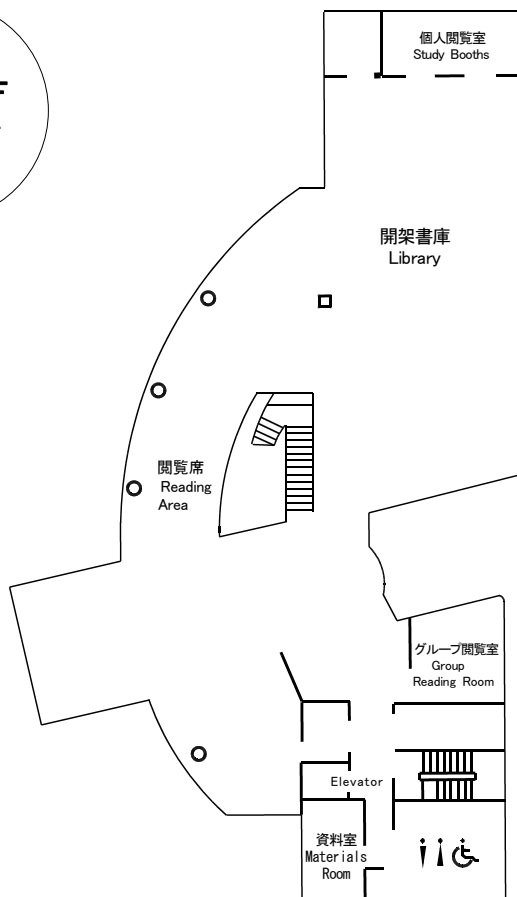 個人閲覧室
Study Booths
開架書庫
Library
閲覧席
Reading
Area
グループ閲覧室
Group
Reading Room
Elevator
資料室
Materials
Room